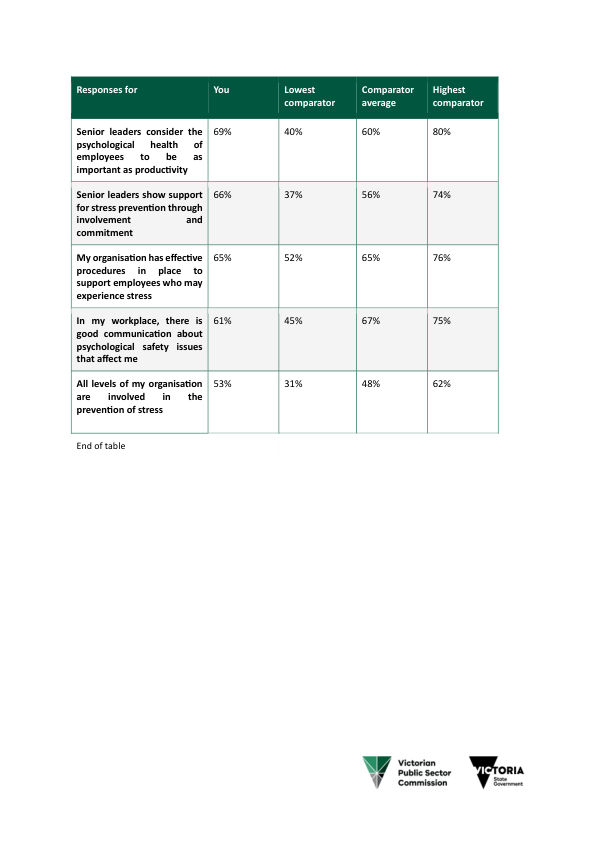 Responses for You Lowest comparator Comparator average Highest comparator
Senior leaders consider the
psychological health of
employees to be as
important as productivity
69% 40% 60% 80%
Senior leaders show support
for stress prevention through
involvement and
commitment
66% 37% 56% 74%
My organisation has effective
procedures in place to
support employees who may
experience stress
65% 52% 65% 76%
In my workplace, there is
good communication about
psychological safety issues
that affect me
61% 45% 67% 75%
All levels of my organisation
are involved in the
prevention of stress
53% 31% 48% 62%
End of table
Victorian
Public Sector
Commission
VICTORIA
State
Government